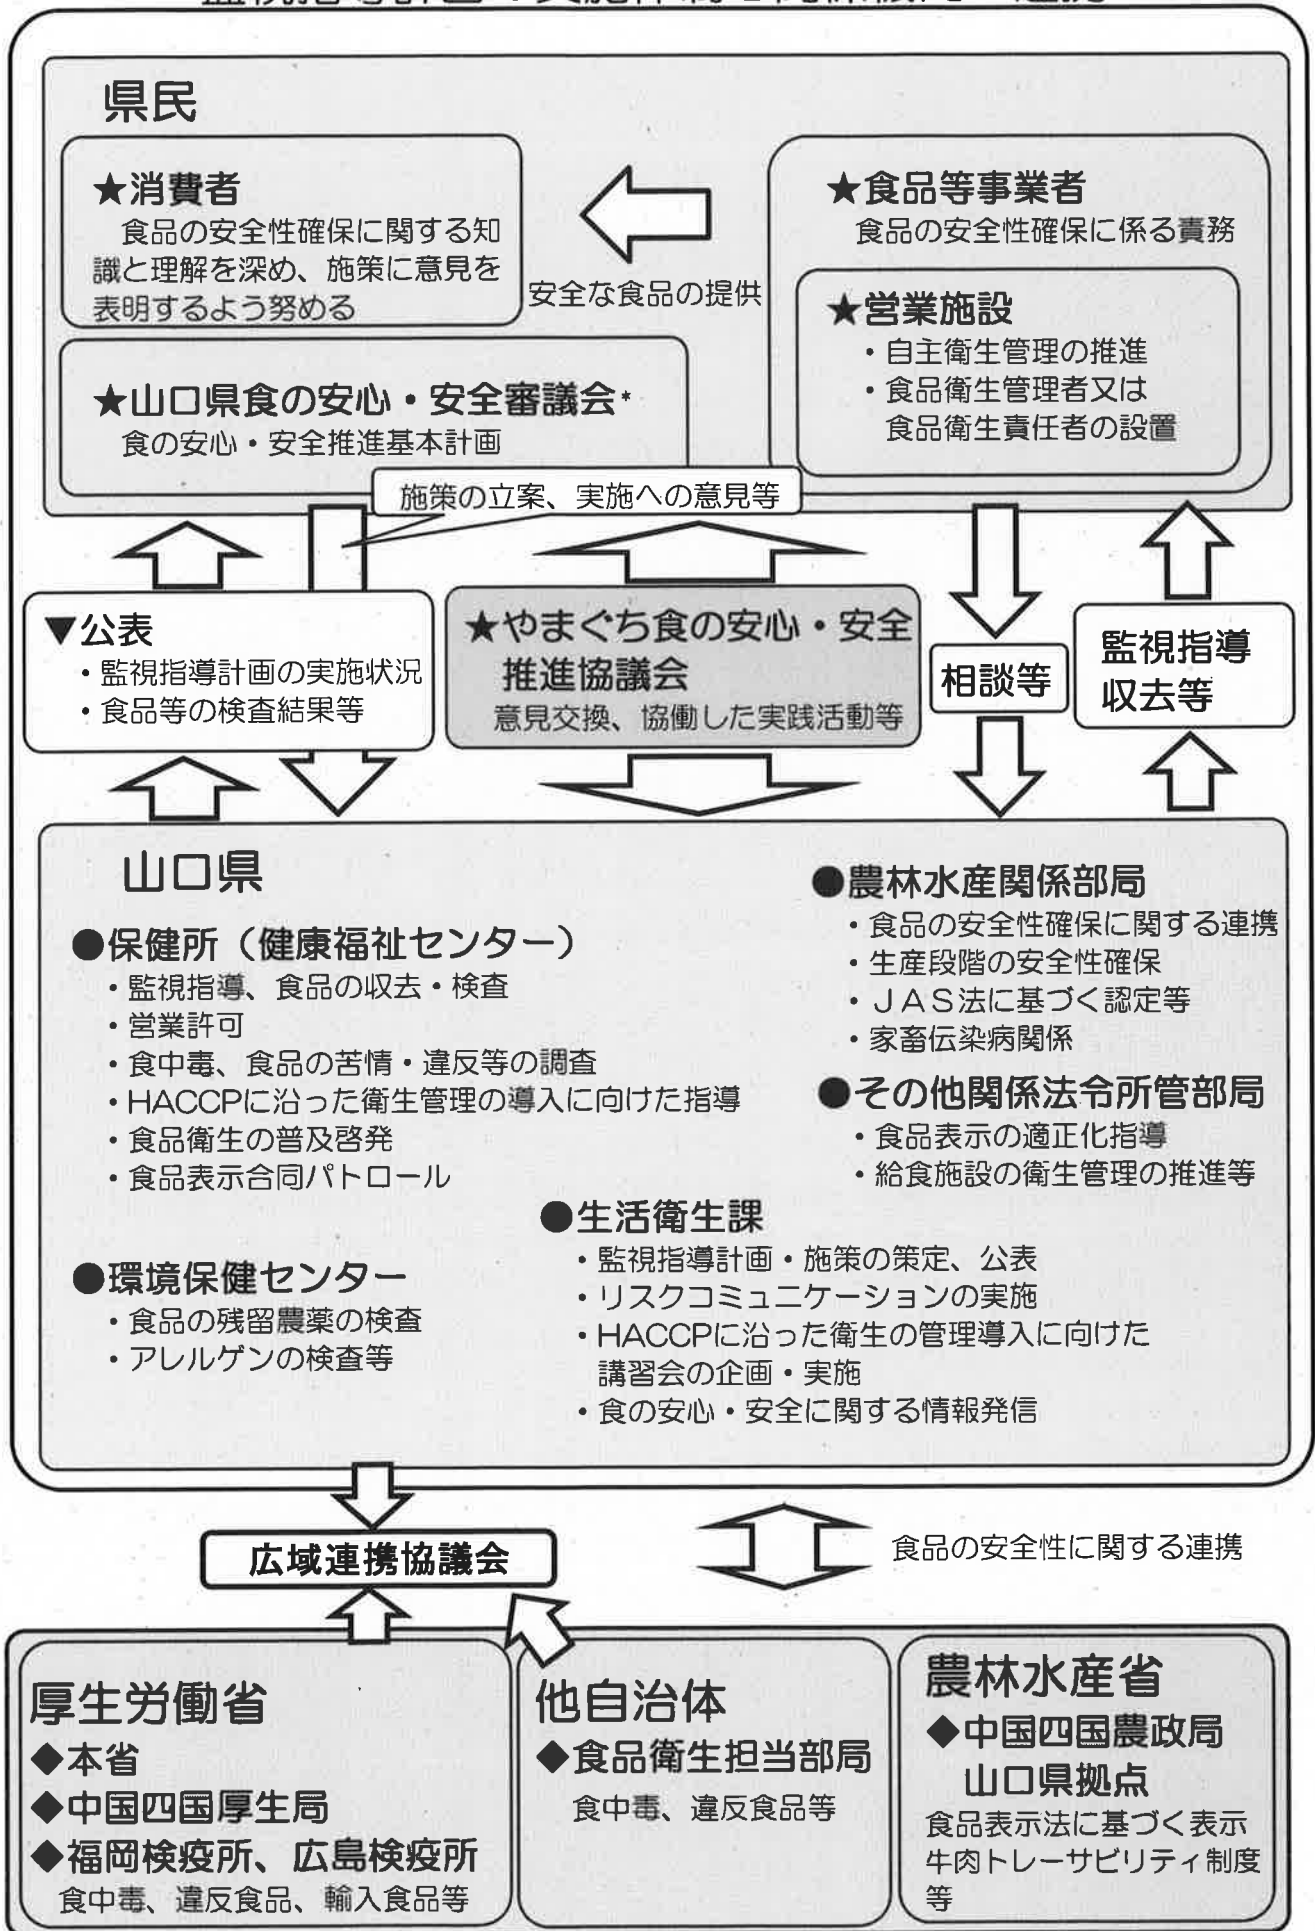 県民
★消費者
食品の安全性確保に関する知
識と理解を深め、施策に意見を
表明するよう努める
安全な食品の提供
★食品等事業者
食品の安全性確保に係る責務
★営業施設
・自主衛生管理の推進
・食品衛生管理者又は
食品衛生責任者の設置
★山口県食の安心・安全審議会*
食の安心・安全推進基本計画
施策の立案、実施への意見等
▼公表
・監視指導計画の実施状況
・食品等の検査結果等
★やまぐち食の安心・安全
推進協議会
意見交換、協働した実践活動等
相談等
監視指導
収去等
山口県
●保健所（健康福祉センター）
・監視指導、食品の収去・検査
・営業許可
・食中毒、食品の苦情・違反等の調査
・HACCPに沿った衛生管理の導入に向けた指導
・食品衛生の普及啓発
・食品表示合同パトロール
●環境保健センター
・食品の残留農薬の検査
・アレルゲンの検査等
●農林水産関係部局
・食品の安全性確保に関する連携
・生産段階の安全性確保
・ＪＡＳ法に基づく認定等
・家畜伝染病関係
●その他関係法令所管部局
・食品表示の適正化指導
・給食施設の衛生管理の推進等
●生活衛生課
・監視指導計画・施策の策定、公表
・リスクコミュニケーションの実施
・HACCPに沿った衛生の管理導入に向けた
講習会の企画・実施
・食の安心・安全に関する情報発信
広域連携協議会
食品の安全性に関する連携
厚生労働省
◆本省
◆中国四国厚生局
◆福岡検疫所、広島検疫所
食中毒、違反食品、輸入食品等
他自治体
◆食品衛生担当部局
食中毒、違反食品等
農林水産省
◆中国四国農政局
山口県拠点
食品表示法に基づく表示
牛肉トレーサビリティ制度
等